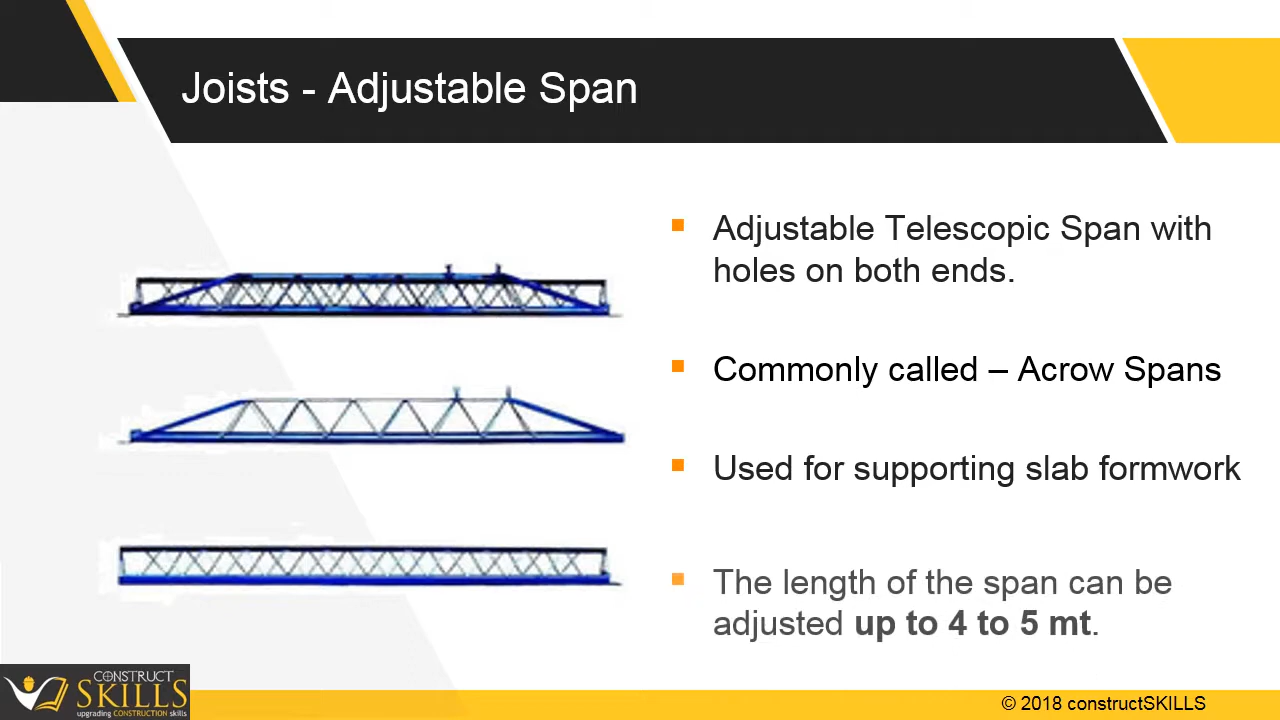 Joists - Adjustable Span
Adjustable Telescopic Span with
holes on both ends.
Commonly called – Acrow Spans
Used for supporting slab formwork
The length of the span can be
adjusted up to 4 to 5 mt.
CONSTRUCT
SKILLS
upgrading CONSTRUCTION skills
© 2018 constructSKILLS